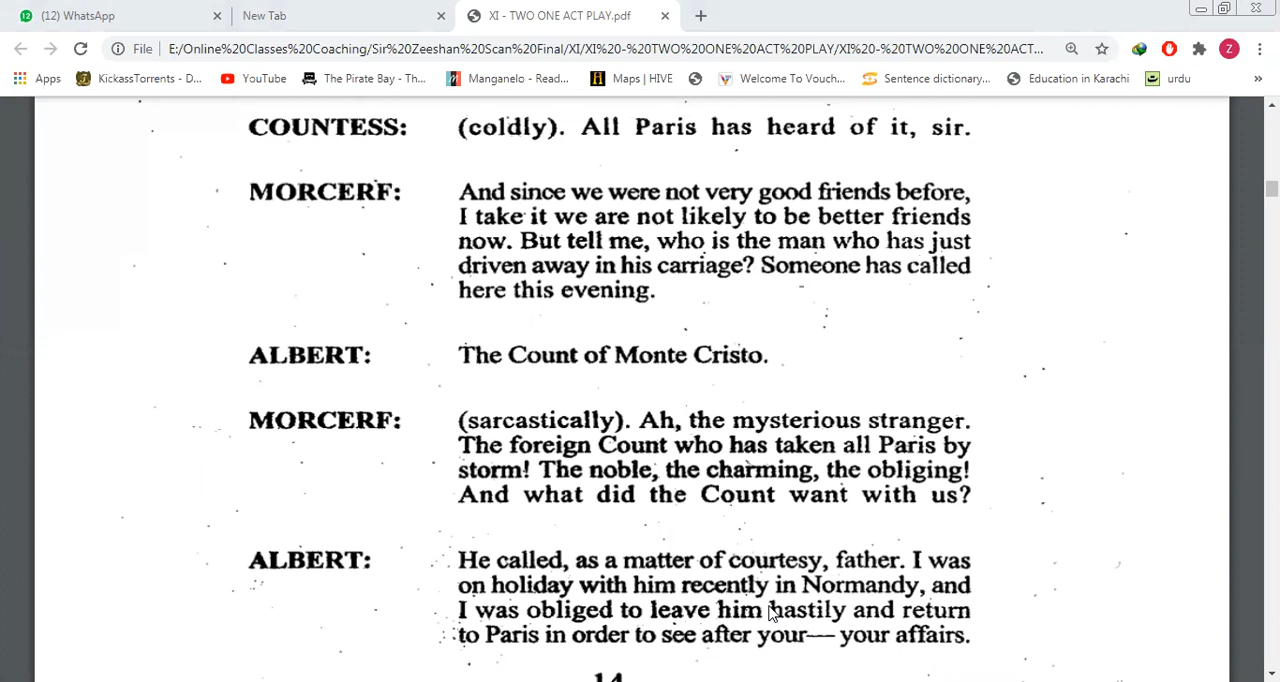 (12) WhatsApp
New Tab
XI - TWO ONE ACT PLAY.pdf
File
E:/Online%20Classes%20Coaching/Sir%20Zeeshan%20Scan%20Final/XI/XI%20-%20TWO%20ONE%20ACT%20PLAY/XI%20-%20TWO%20ONE%20ACT...
Z
Apps
KickassTorrents - D...
YouTube
The Pirate Bay - Th...
Manganelo - Read...
Maps | HIVE
Welcome To Vouch...
Sentence dictionary...
Education in Karachi
urdu
»
COUNTESS: (coldly). All Paris has heard of it, sir.
MORCERF: And since we were not very good friends before,
I take it we are not likely to be better friends
now. But tell me, who is the man who has just
driven away in his carriage? Someone has called
here this evening.
ALBERT: The Count of Monte Cristo.
MORCERF: (sarcastically). Ah, the mysterious stranger.
The foreign Count who has taken all Paris by
storm! The noble, the charming, the obliging!
And what did the Count want with us?
ALBERT: He called, as a matter of courtesy, father. I was
on holiday with him recently in Normandy, and
I was obliged to leave him hastily and return
to Paris in order to see after your— your affairs.
14